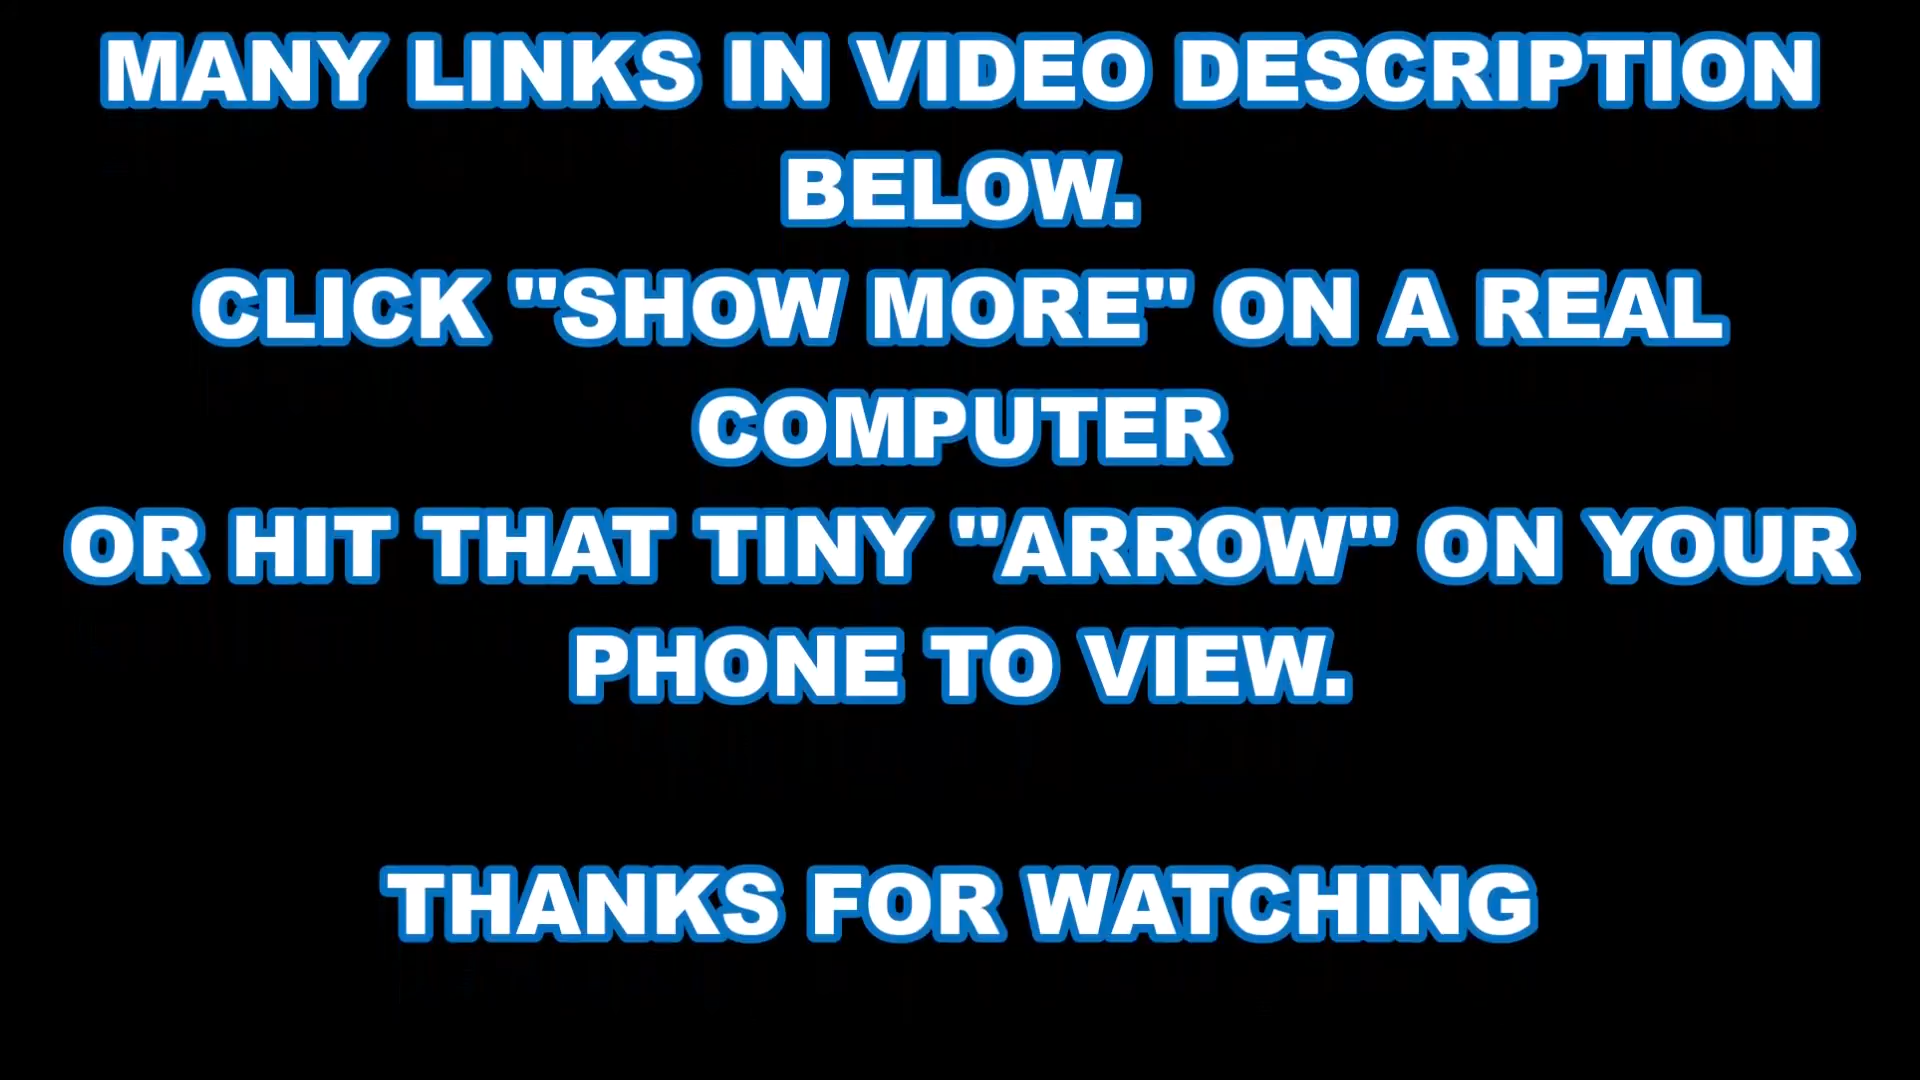 MANY LINKS IN VIDEO DESCRIPTION
BELOW.
CLICK "SHOW MORE" ON A REAL
COMPUTER
OR HIT THAT TINY "ARROW" ON YOUR
PHONE TO VIEW.
THANKS FOR WATCHING